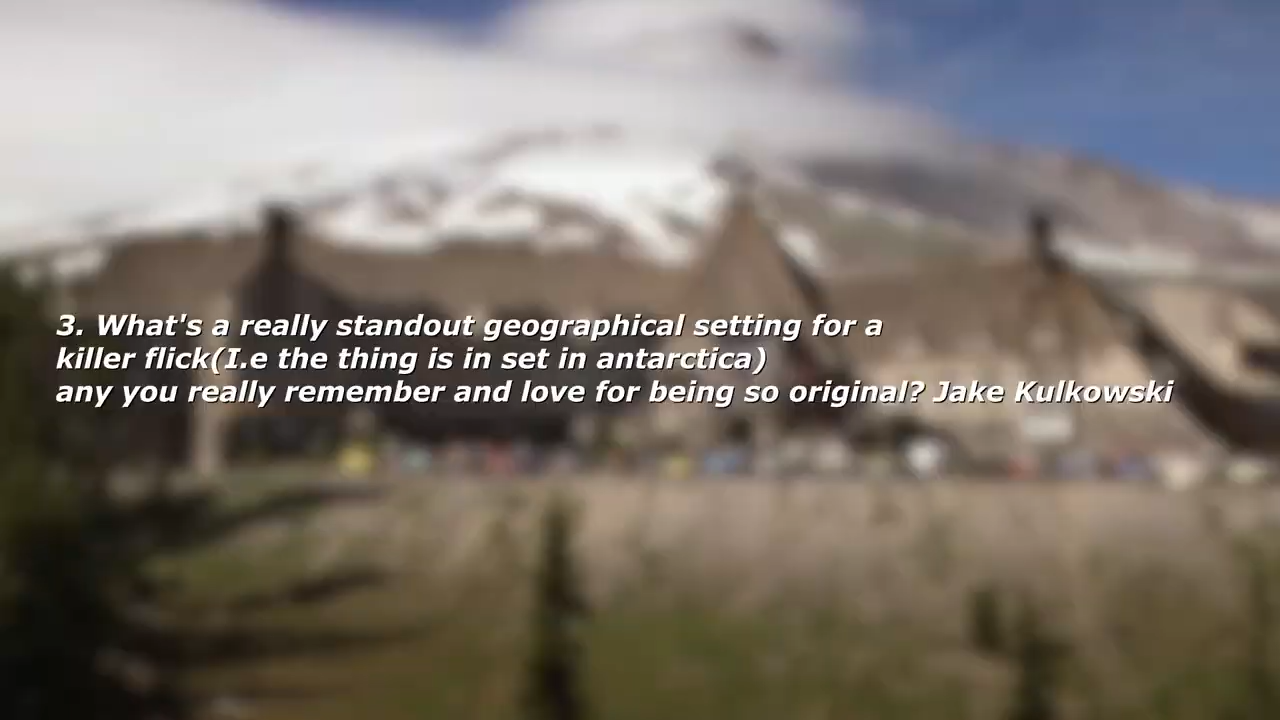 3. What's a really standout geographical setting for a
killer flick(I.e the thing is in set in antarctica)
any you really remember and love for being so original? Jake Kulkowski